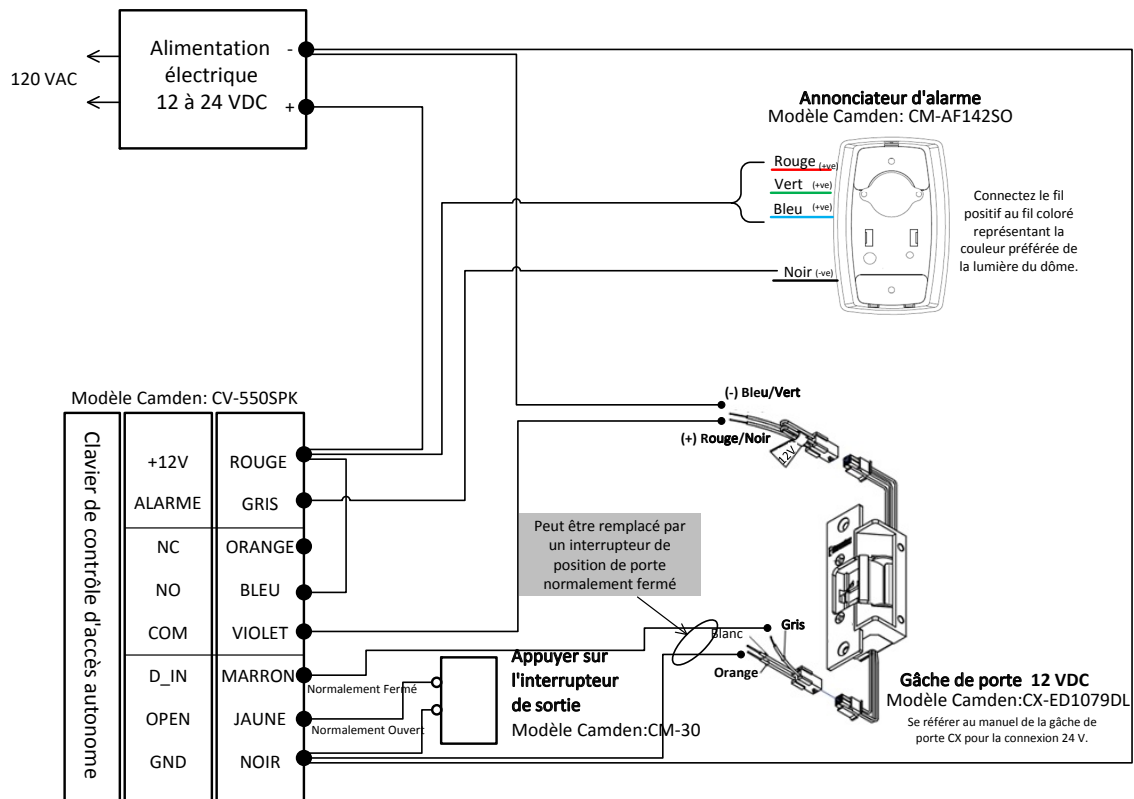 Alimentation
électrique
12 à 24 VDC
-
+
120 VAC
Annonciateur d'alarme
Modèle Camden: CM-AF142SO
Rouge (+ve)
Vert (+ve)
Bleu (+ve)
Noir (-ve)
Connectez le fil
positif au fil coloré
représentant la
couleur préférée de
la lumière du dôme.
Modèle Camden: CV-550SPK
Clavier de contrôle d'accès autonome
+12V ROUGE
ALARME GRIS
NC ORANGE
NO BLEU
COM VIOLET
D_IN MARRON
OPEN JAUNE
GND NOIR
(-) Bleu/Vert
(+) Rouge/Noir
12V
Peut être remplacé par
un interrupteur de
position de porte
normalement fermé
Blanc
Gris
Orange
Normalement Fermé
Normalement Ouvert
Appuyer sur
l'interrupteur
de sortie
Modèle Camden:CM-30
Gâche de porte 12 VDC
Modèle Camden:CX-ED1079DL
Se référer au manuel de la gâche de
porte CX pour la connexion 24 V.